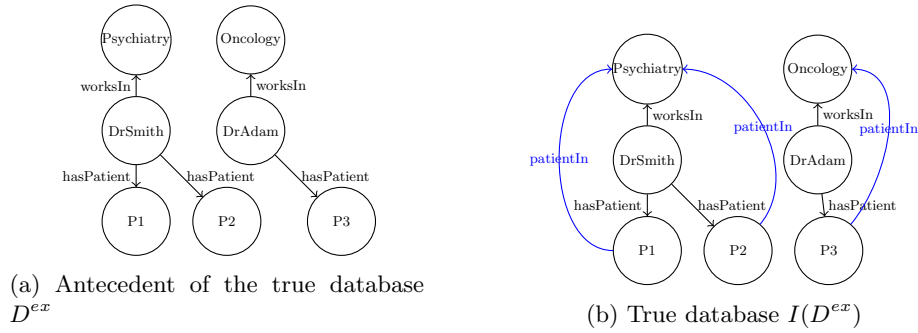 Psychiatry
Oncology
worksIn
worksIn
DrSmith
DrAdam
hasPatient
hasPatient
hasPatient
P1
P2
P3
(a) Antecedent of the true database
D^{ex}
Psychiatry
Oncology
worksIn
worksIn
patientIn
patientIn
patientIn
DrSmith
DrAdam
hasPatient
hasPatient
hasPatient
P1
P2
P3
(b) True database I(D^{ex})